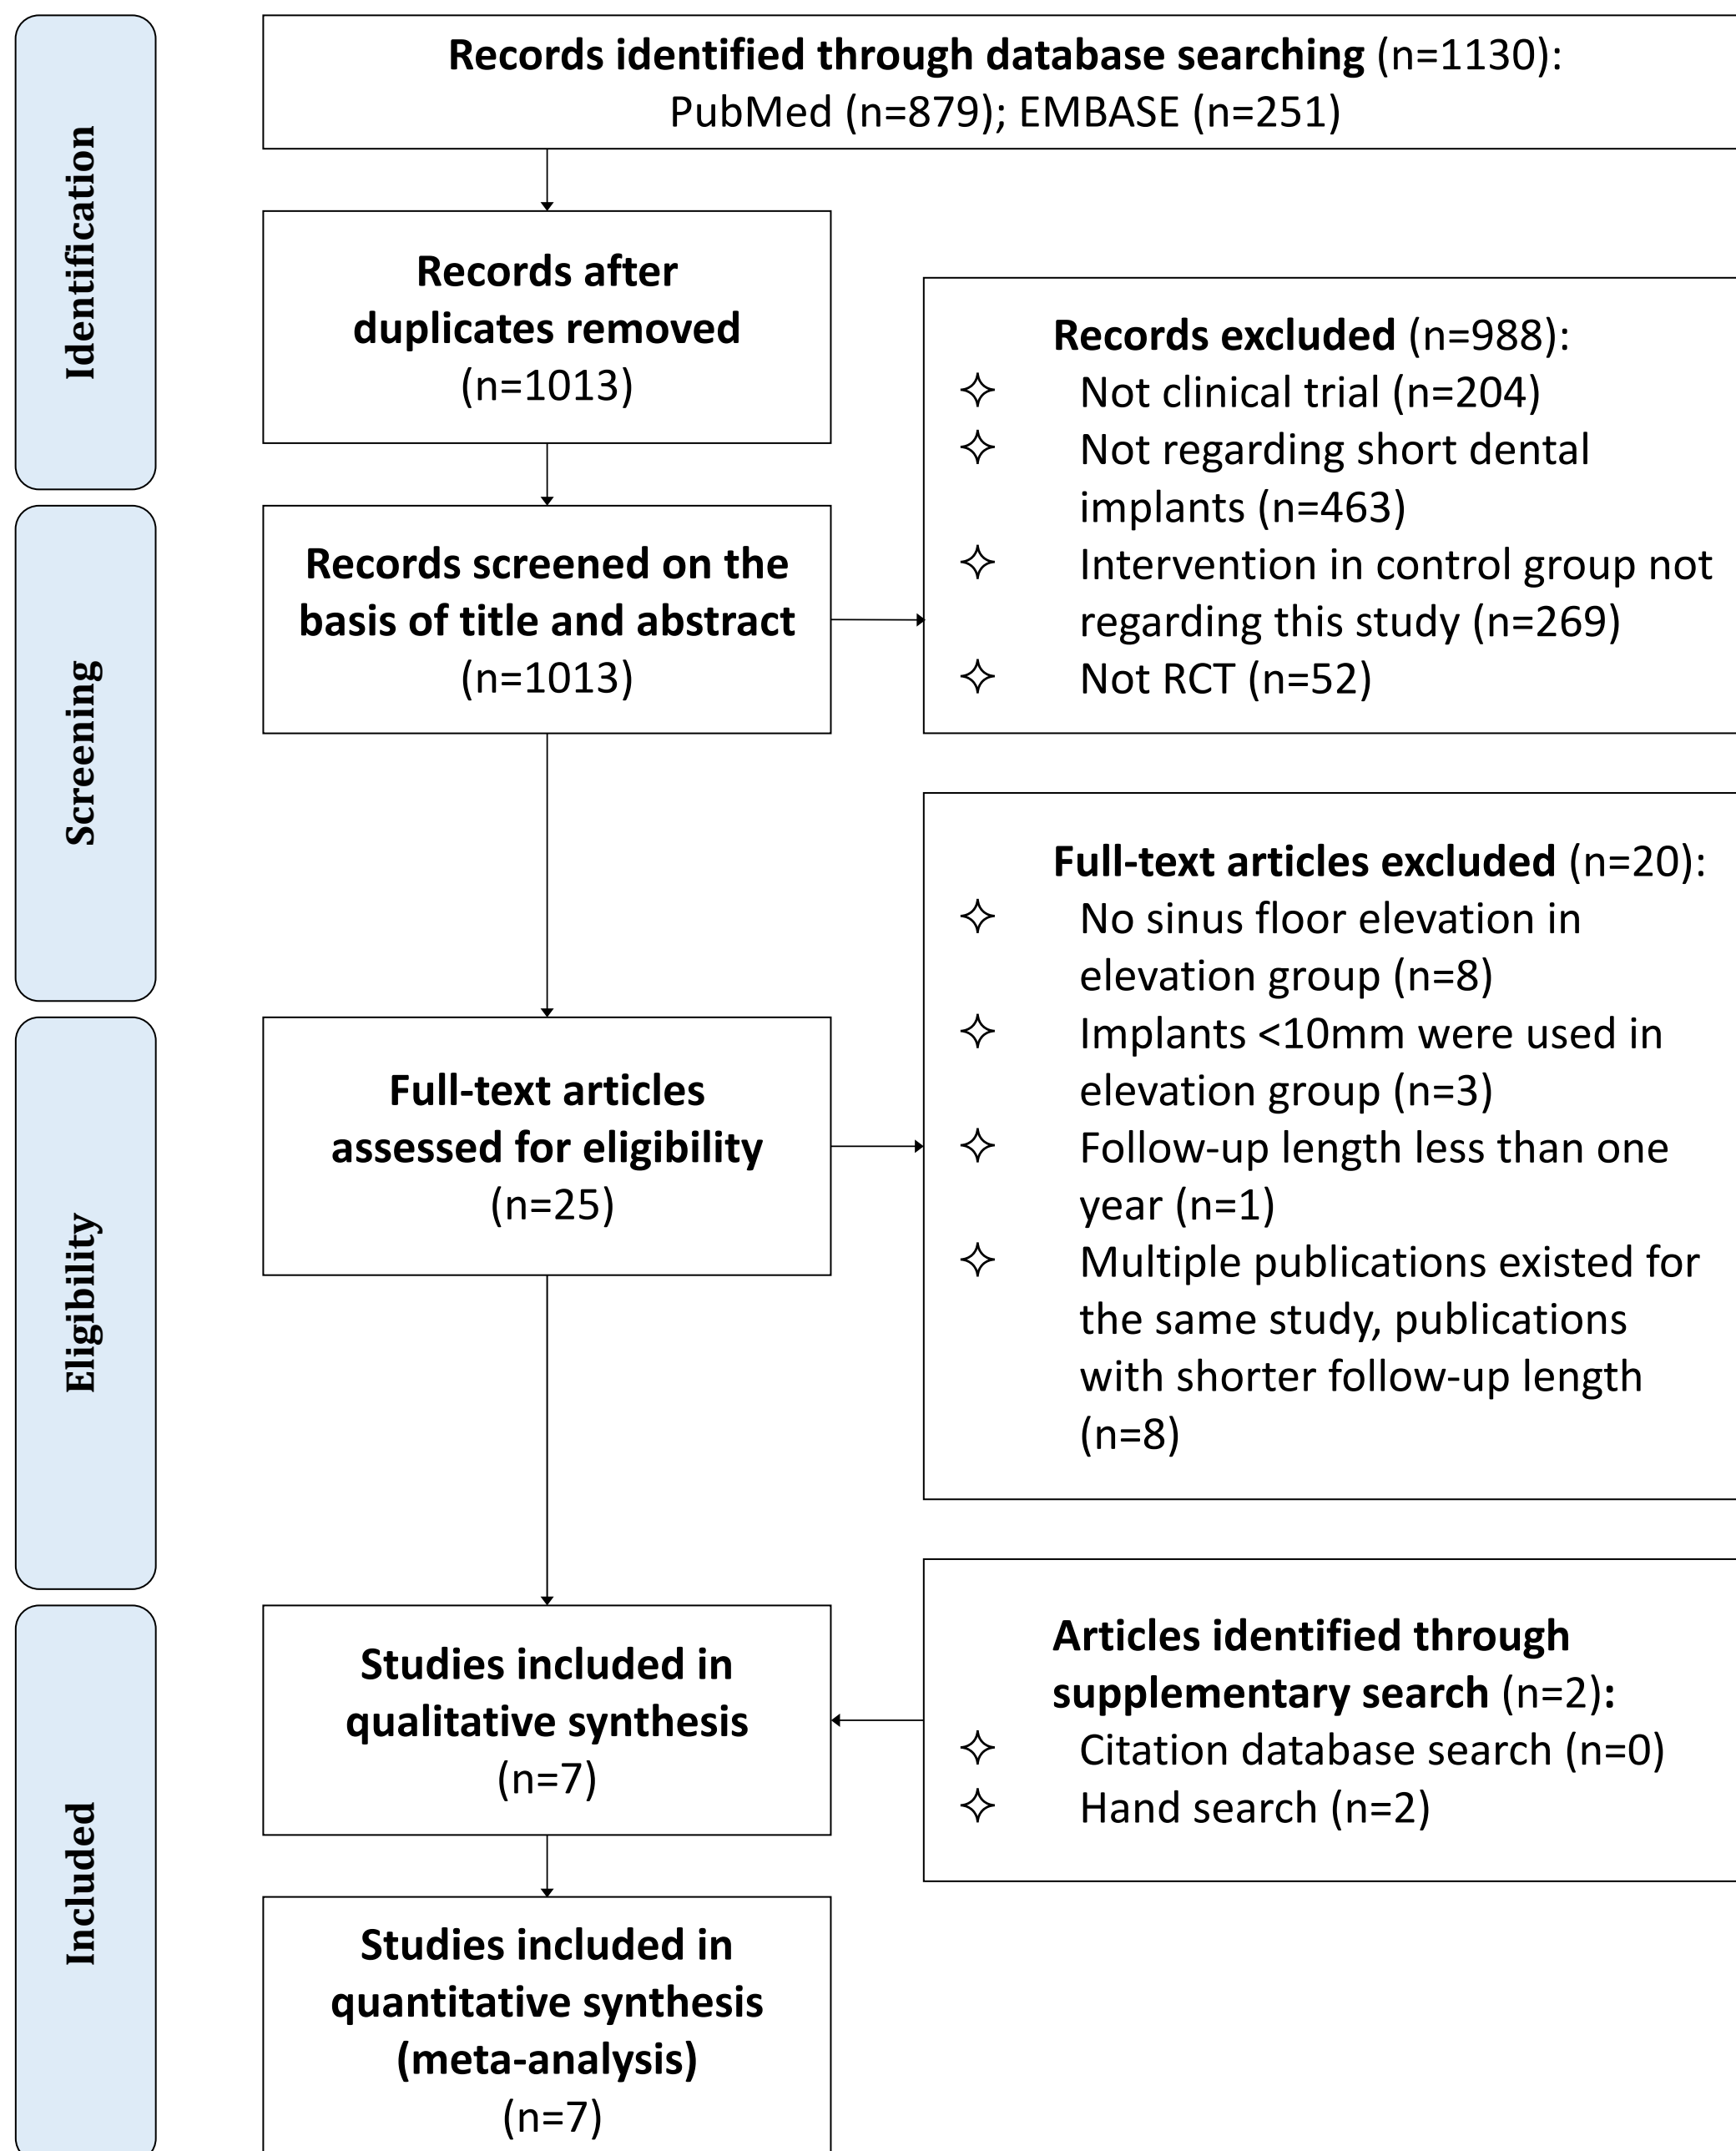 Identification
Records identified through database searching (n=1130):
PubMed (n=879); EMBASE (n=251)
Records after
duplicates removed
(n=1013)
Screening
Records screened on the
basis of title and abstract
(n=1013)
Records excluded (n=988):
✧ Not clinical trial (n=204)
✧ Not regarding short dental
implants (n=463)
✧ Intervention in control group not
regarding this study (n=269)
✧ Not RCT (n=52)
Eligibility
Full-text articles
assessed for eligibility
(n=25)
Full-text articles excluded (n=20):
✧ No sinus floor elevation in
elevation group (n=8)
✧ Implants <10mm were used in
elevation group (n=3)
✧ Follow-up length less than one
year (n=1)
✧ Multiple publications existed for
the same study, publications
with shorter follow-up length
(n=8)
Included
Studies included in
qualitative synthesis
(n=7)
Articles identified through
supplementary search (n=2):
✧ Citation database search (n=0)
✧ Hand search (n=2)
Studies included in
quantitative synthesis
(meta-analysis)
(n=7)